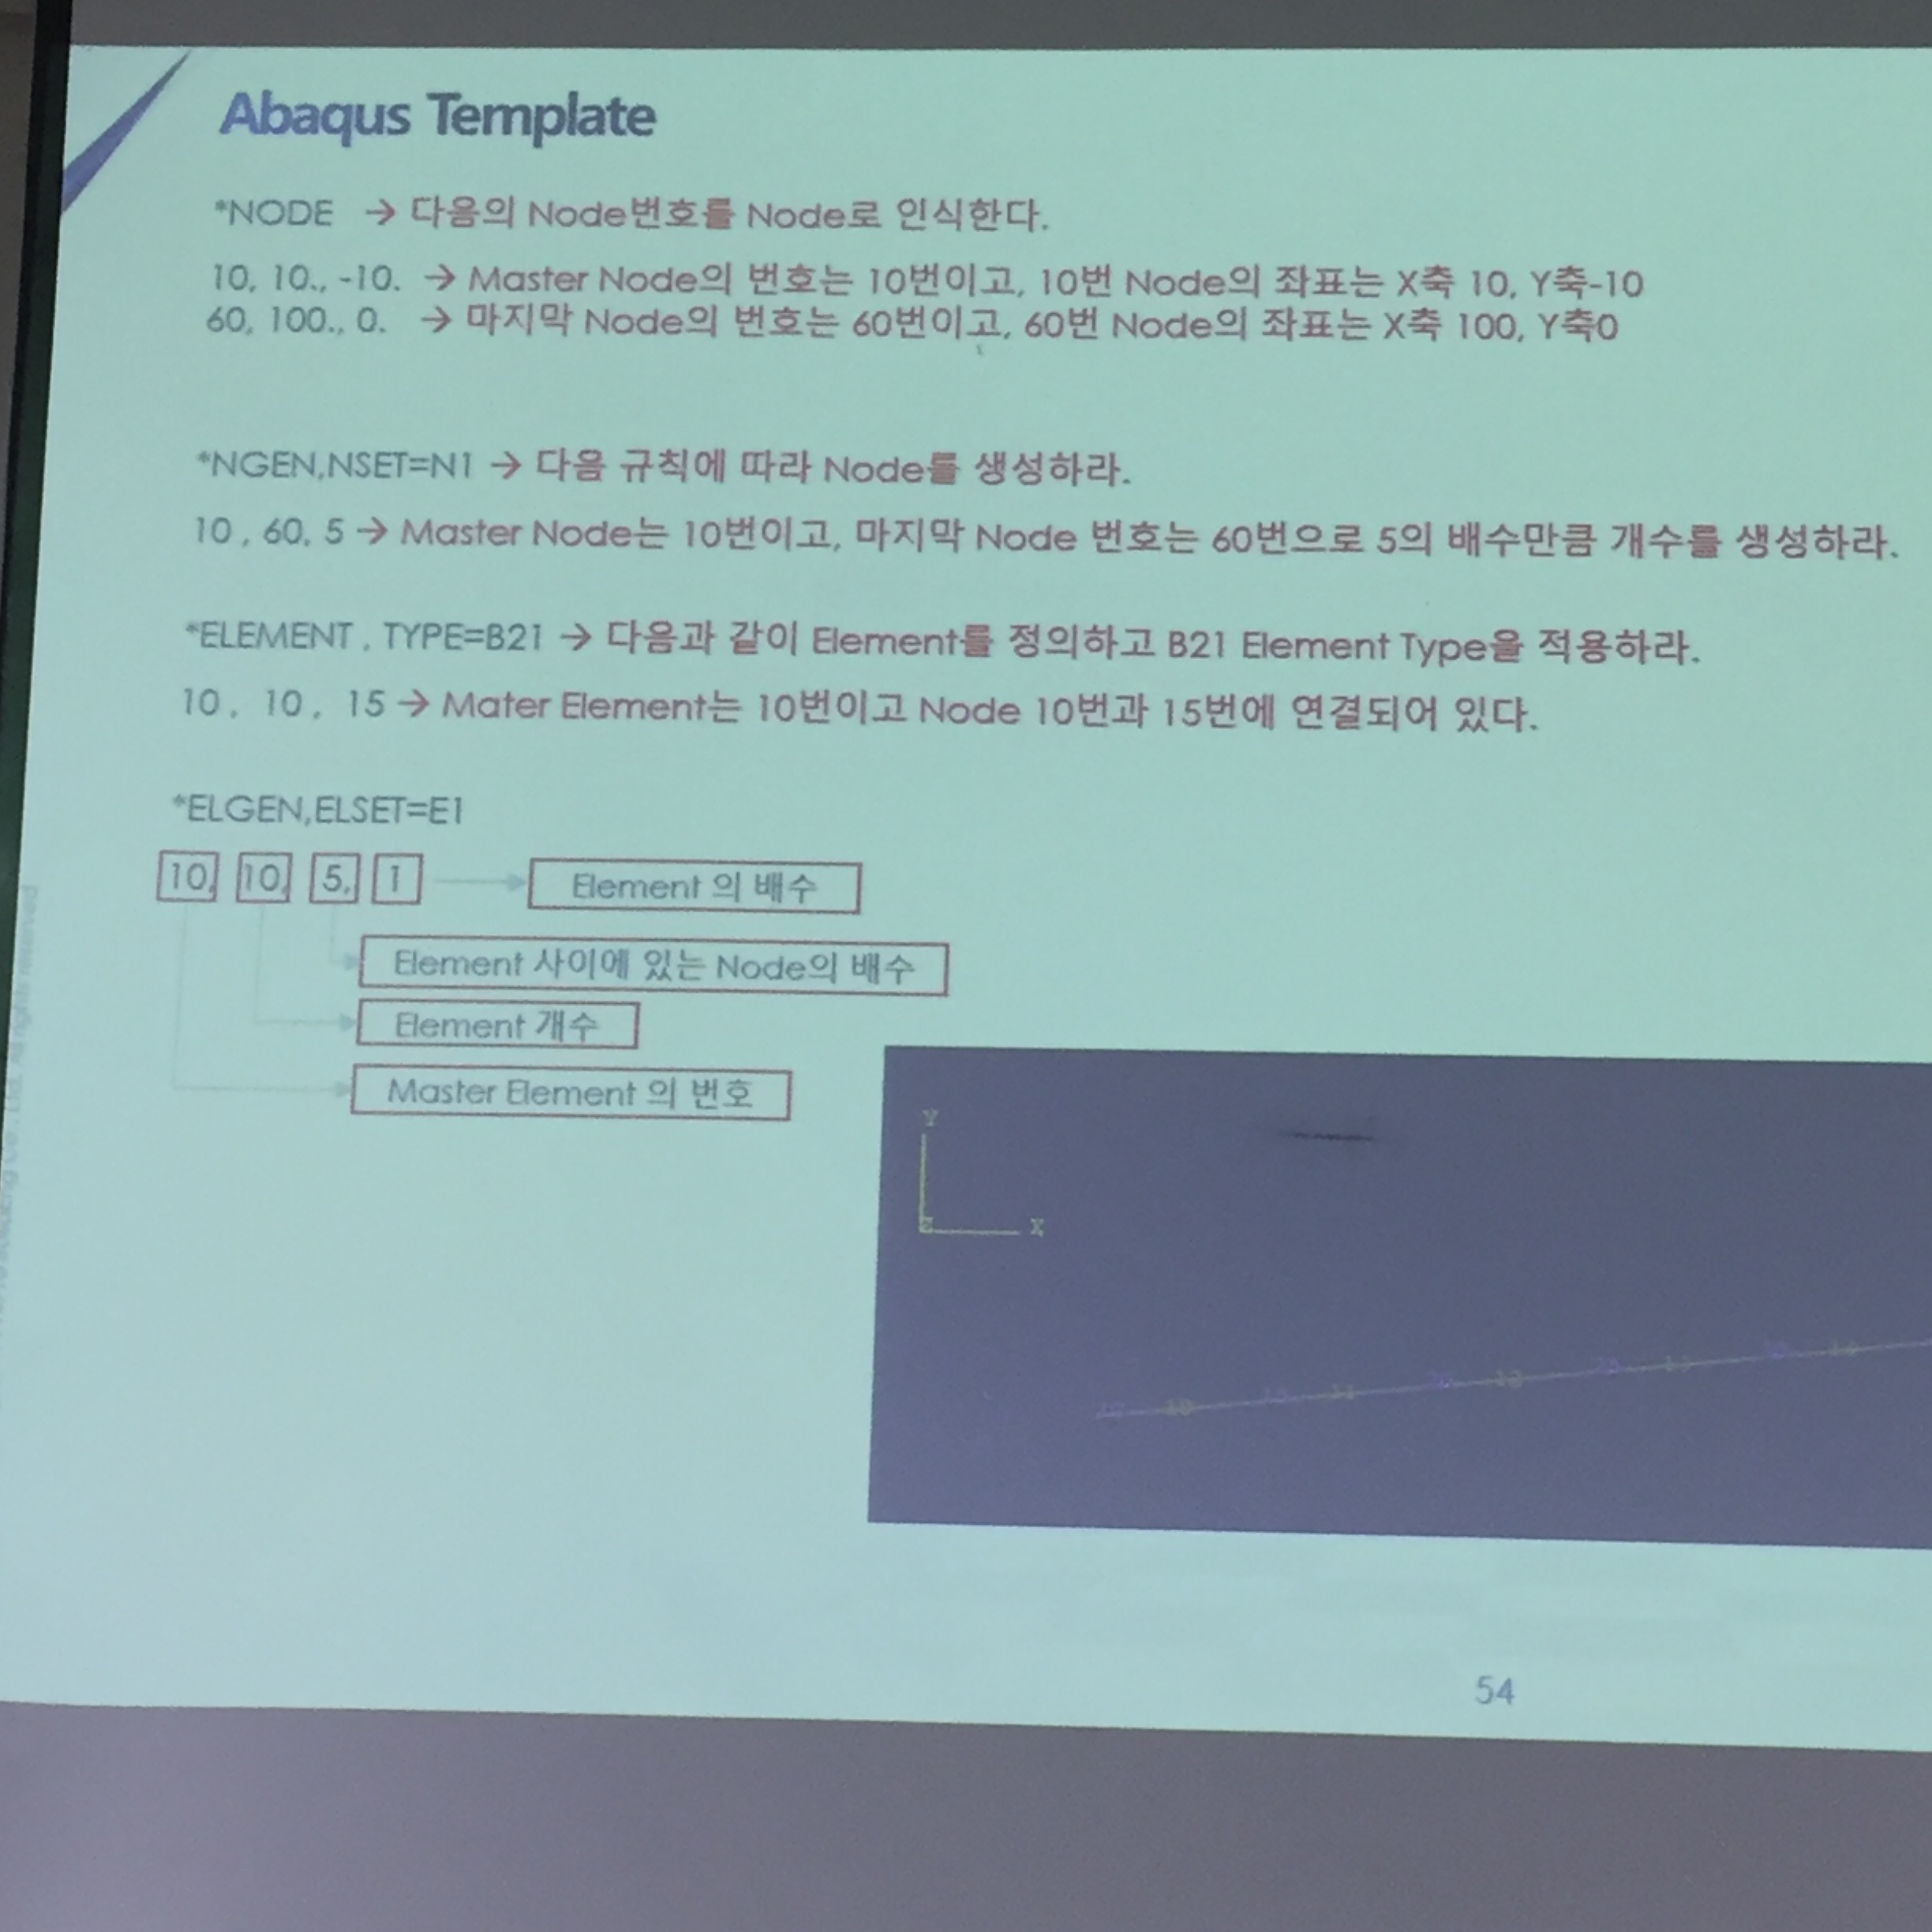 Abaqus Template
*NODE → 다음의 Node번호를 Node로 인식한다.
10, 10., -10. → Master Node의 번호는 10번이고, 10번 Node의 좌표는 X축 10, Y축-10
60, 100., 0. → 마지막 Node의 번호는 60번이고, 60번 Node의 좌표는 X축 100, Y축0
*NGEN,NSET=N1 → 다음 규칙에 따라 Node를 생성하라.
10 , 60, 5 → Master Node는 10번이고, 마지막 Node 번호는 60번으로 5의 배수만큼 개수를 생성하라.
*ELEMENT , TYPE=B21 → 다음과 같이 Element를 정의하고 B21 Element Type을 적용하라.
10 , 10 , 15 → Mater Element는 10번이고 Node 10번과 15번에 연결되어 있다.
*ELGEN,ELSET=E1
10, 10, 5, 1 Element 의 배수
Element 사이에 있는 Node의 배수
Element 개수
Master Element 의 번호
Y
Z X
54